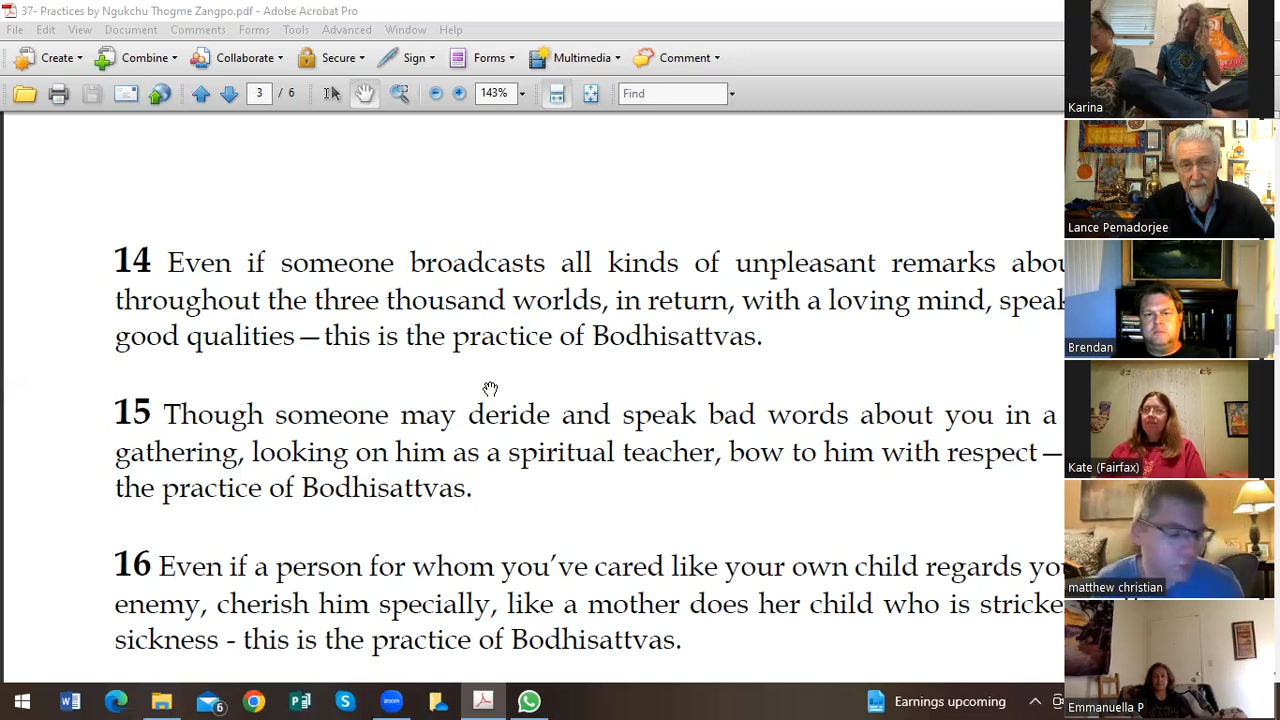 37- Practices by Ngukchu Thogme Zangpo.pdf - Adobe Acrobat Pro
File Edit View Document Comments Forms Tools Advanced Window Help
Create Combine Collaborate Secure Sign Forms Multimedia Comment
3 / 6 143% Find
14 Even if someone broadcasts all kinds of unpleasant remarks abou
throughout the three thousand worlds, in return, with a loving mind, speak
good qualities—this is the practice of Bodhisattvas.
15 Though someone may deride and speak bad words about you in a
gathering, looking on him as a spiritual teacher, bow to him with respect—
the practice of Bodhisattvas.
16 Even if a person for whom you've cared like your own child regards you
enemy, cherish him specially, like a mother does her child who is stricke
sickness - this is the practice of Bodhisattvas.
Karina
Lance Pemadorjee
Brendan
Kate (Fairfax)
matthew christian
Emmanuella P
6
zoom
Earnings upcoming